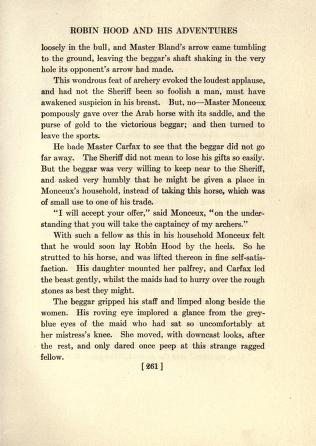 ROBIN HOOD AND HIS ADVENTURES
loosely in the bull, and Master Bland's arrow came tumbling
to the ground, leaving the beggar's shaft shaking in the very
hole its opponent's arrow had made.
This wondrous feat of archery evoked the loudest applause,
and had not the Sheriff been so foolish a man, must have
awakened suspicion in his breast. But, no—Master Monceux
pompously gave over the Arab horse with its saddle, and the
purse of gold to the victorious beggar; and then turned to
leave the sports.
He bade Master Carfax to see that the beggar did not go
far away. The Sheriff did not mean to lose his gifts so easily.
But the beggar was very willing to keep near to the Sheriff,
and asked very humbly that he might be given a place in
Monceux's household, instead of taking this horse, which was
of small use to one of his trade.
"I will accept your offer," said Monceux, "on the under-
standing that you will take the captaincy of my archers."
With such a fellow as this in his household Monceux felt
that he would soon lay Robin Hood by the heels. So he
strutted to his horse, and was lifted thereon in fine self-satis-
faction. His daughter mounted her palfrey, and Carfax led
the beast gently, whilst the maids had to hurry over the rough
stones as best they might.
The beggar gripped his staff and limped along beside the
women. His roving eye implored a glance from the grey-
blue eyes of the maid who had sat so uncomfortably at
her mistress's knee. She moved, with downcast looks, after
the rest, and only dared once peep at this strange ragged
fellow.
[ 261 ]